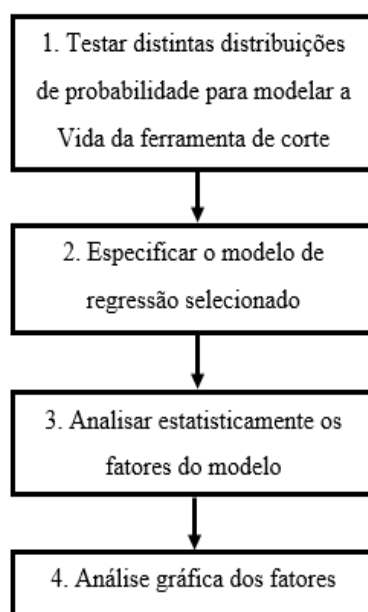 1. Testar distintas distribuições
de probabilidade para modelar a
Vida da ferramenta de corte
2. Especificar o modelo de
regressão selecionado
3. Analisar estatisticamente os
fatores do modelo
4. Análise gráfica dos fatores